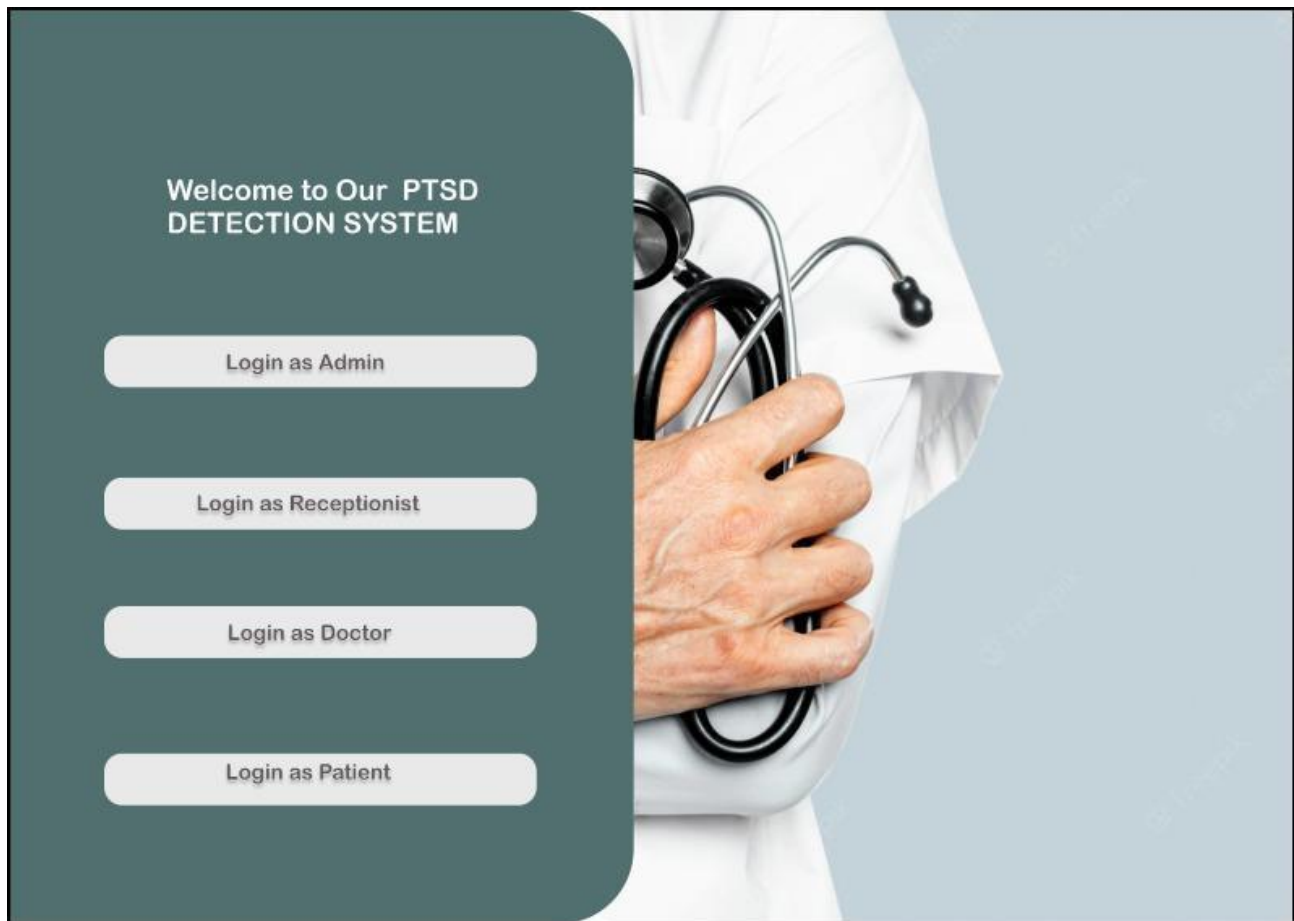 Welcome to Our PTSD
DETECTION SYSTEM
Login as Admin
Login as Receptionist
Login as Doctor
Login as Patient